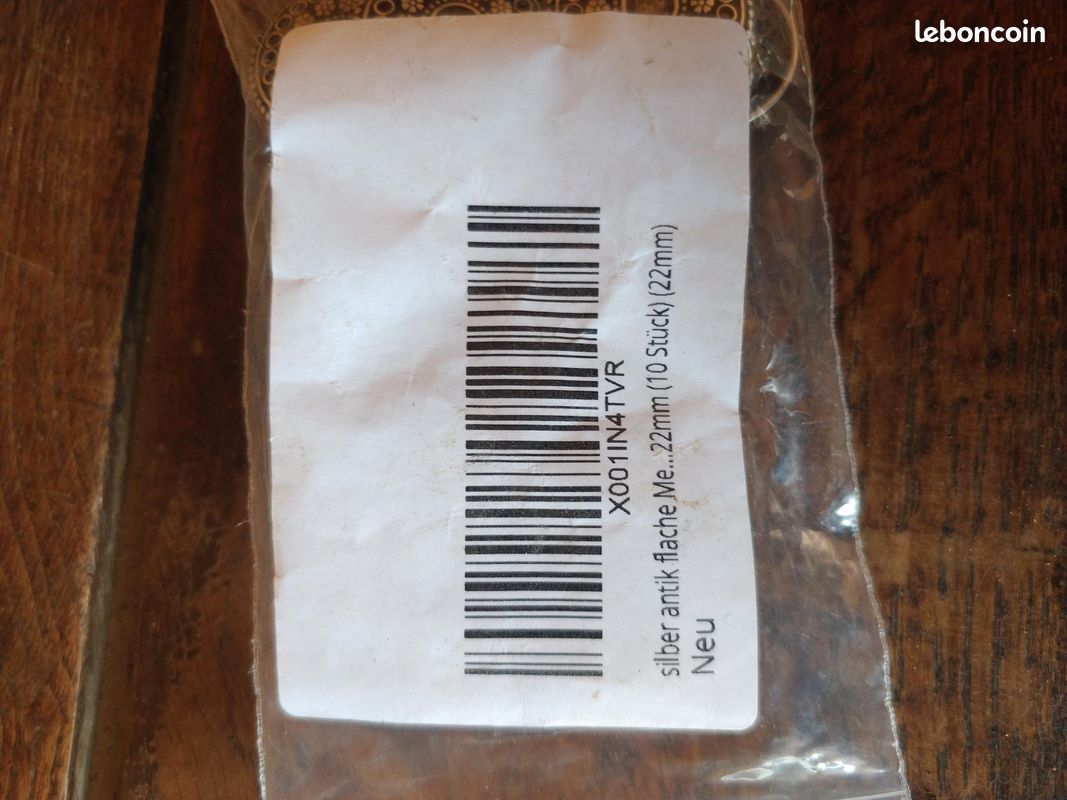 leboncoin
X001IN4TVR
silber antik flache Me...22mm (10 Stück) (22mm)
Neu